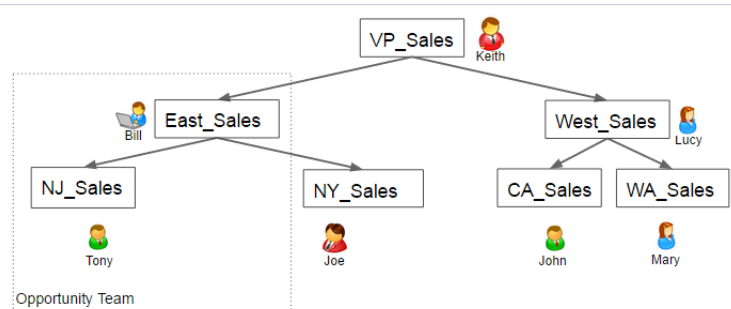 VP_Sales
Keith
Bill
East_Sales
West_Sales
Lucy
NJ_Sales
NY_Sales
CA_Sales
WA_Sales
Tony
Joe
John
Mary
Opportunity Team